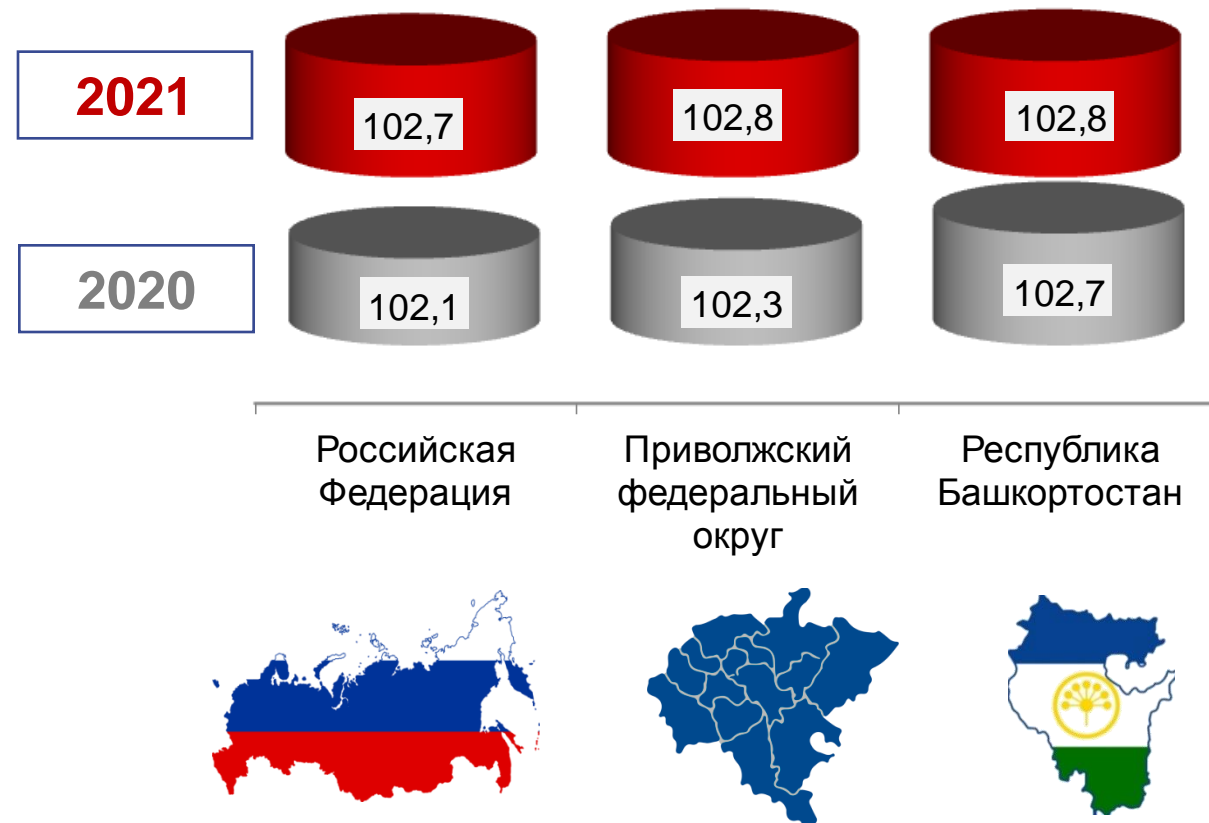 2021
102,7
102,8
102,8
2020
102,1
102,3
102,7
Российская
Федерация
Приволжский
федеральный
округ
Республика
Башкортостан